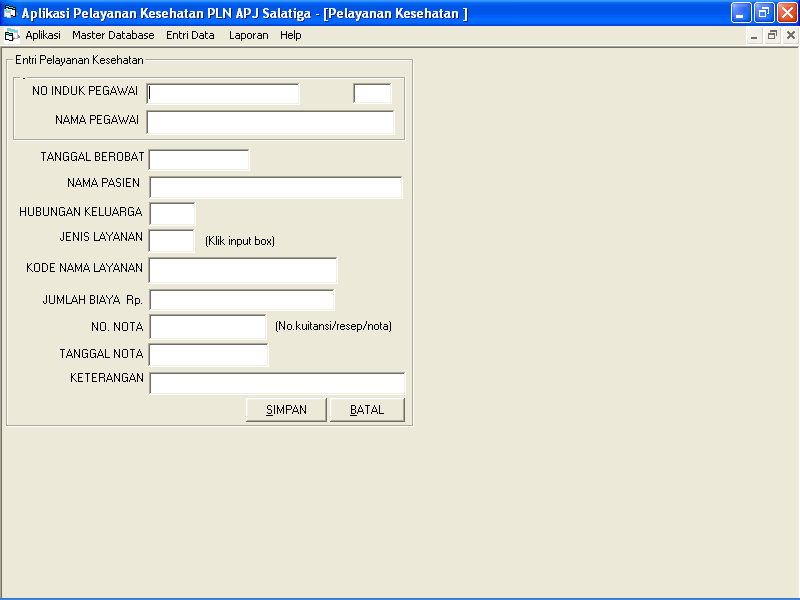 Aplikasi Pelayanan Kesehatan PLN APJ Salatiga - [Pelayanan Kesehatan ]
Aplikasi Master Database Entri Data Laporan Help
Entri Pelayanan Kesehatan
NO INDUK PEGAWAI
NAMA PEGAWAI
TANGGAL BEROBAT
NAMA PASIEN
HUBUNGAN KELUARGA
JENIS LAYANAN (Klik input box)
KODE NAMA LAYANAN
JUMLAH BIAYA Rp.
NO. NOTA (No.kuitansi/resep/nota)
TANGGAL NOTA
KETERANGAN
SIMPAN BATAL